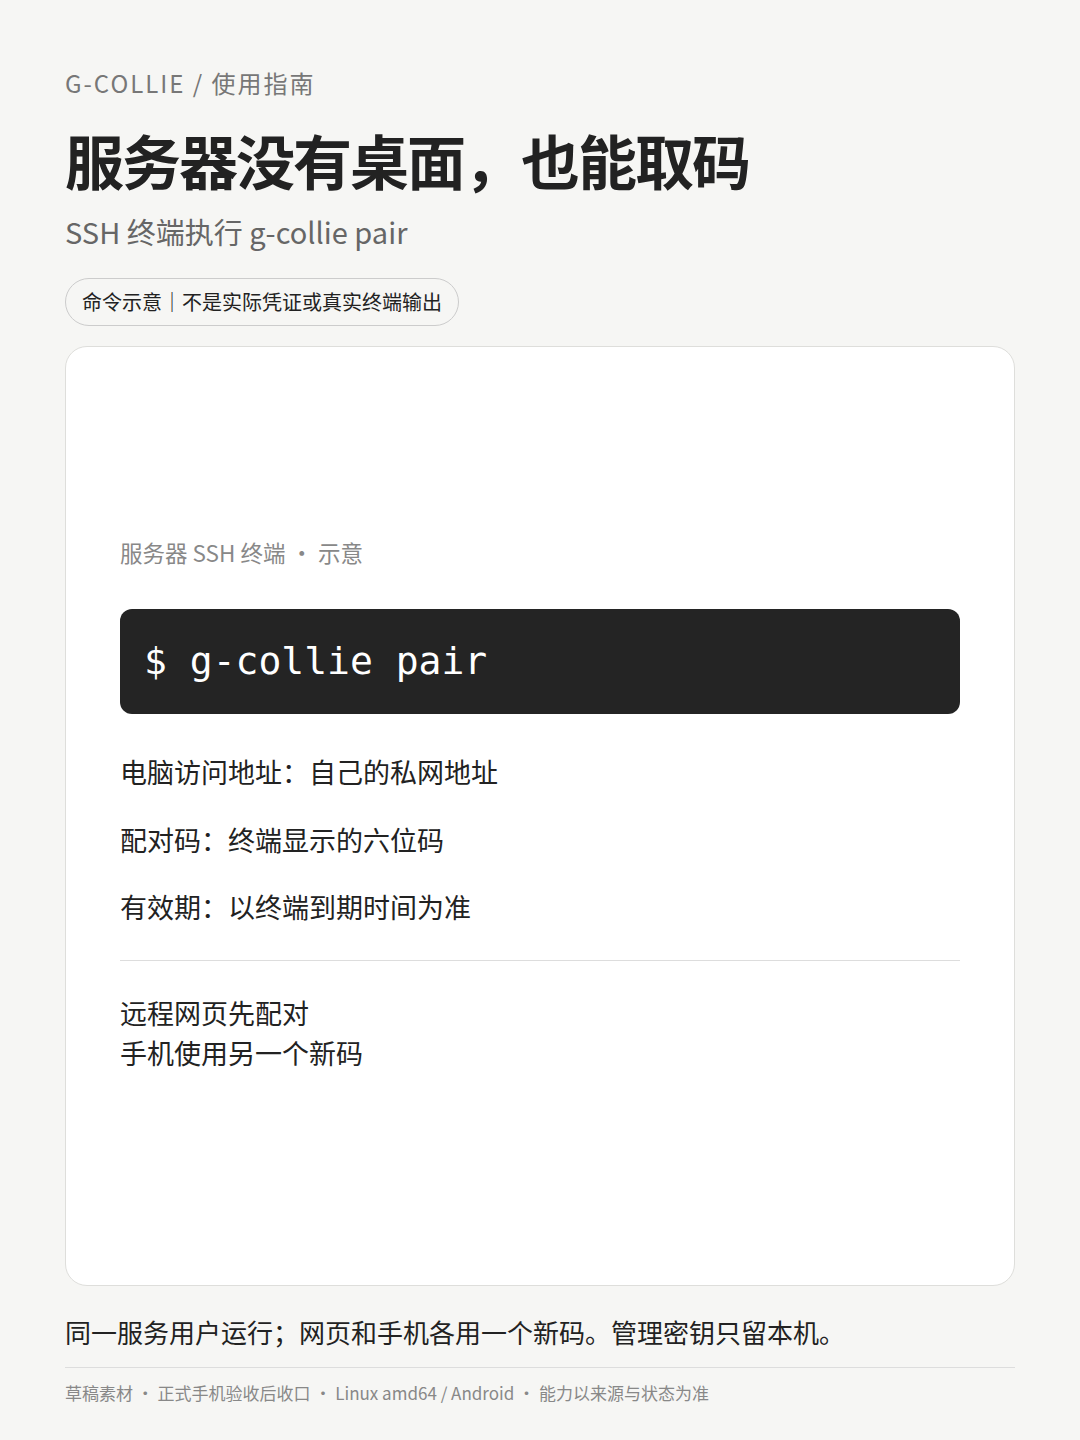 G-COLLIE / 使用指南
服务器没有桌面，也能取码
SSH 终端执行 g-collie pair
命令示意｜不是实际凭证或真实终端输出
服务器 SSH 终端 · 示意
$ g-collie pair
电脑访问地址：自己的私网地址
配对码：终端显示的六位码
有效期：以终端到期时间为准
远程网页先配对
手机使用另一个新码
同一服务用户运行；网页和手机各用一个新码。管理密钥只留本机。
草稿素材 · 正式手机验收后收口 · Linux amd64 / Android · 能力以来源与状态为准